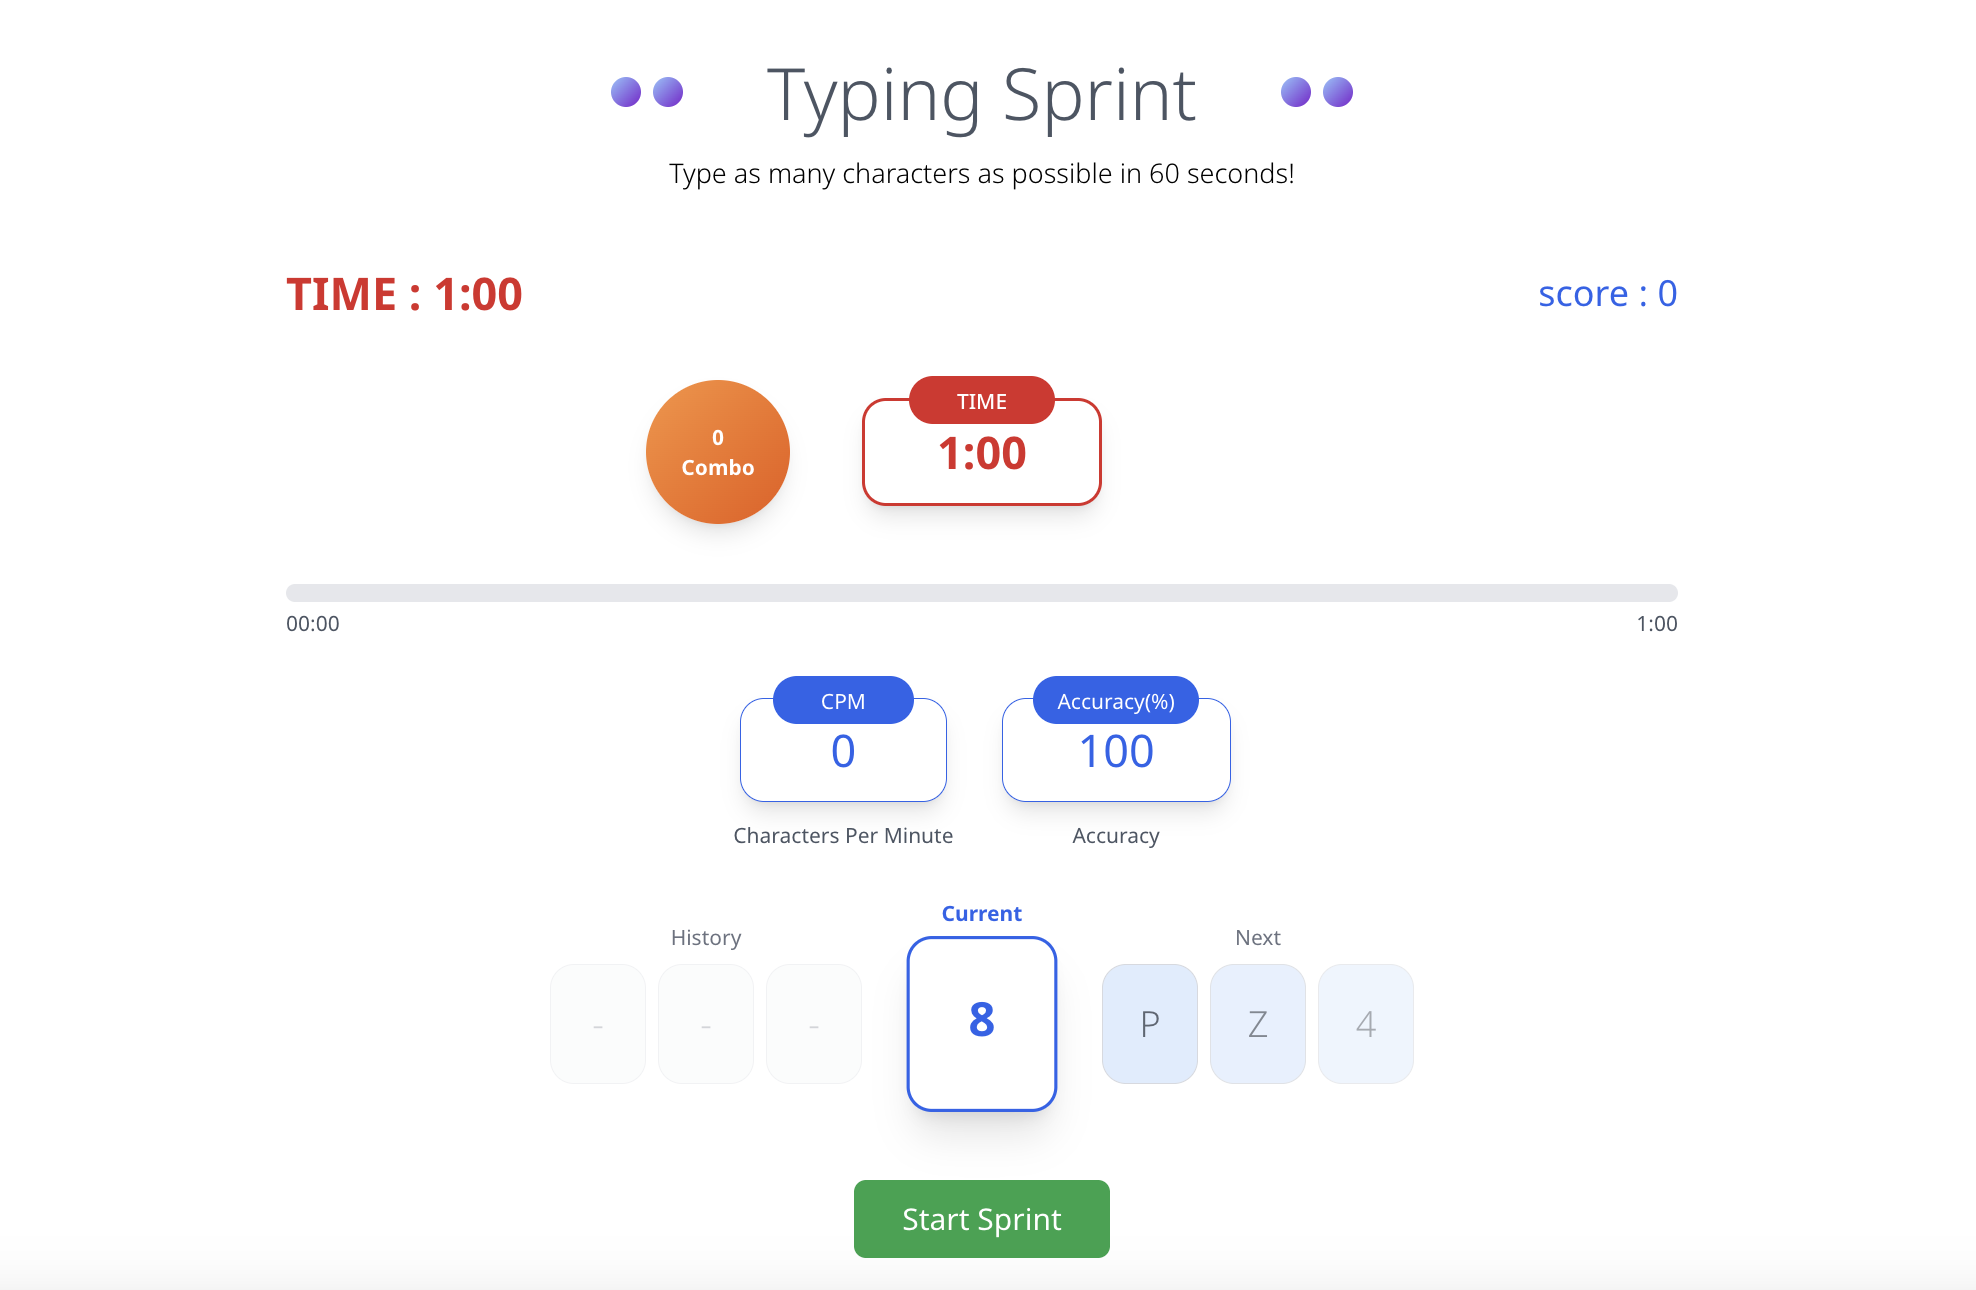 Typing Sprint
Type as many characters as possible in 60 seconds!
TIME : 1:00
score : 0
0
Combo
TIME
1:00
00:00
1:00
CPM
0
Characters Per Minute
Accuracy(%)
100
Accuracy
History
- - -
Current
8
Next
P Z 4
Start Sprint